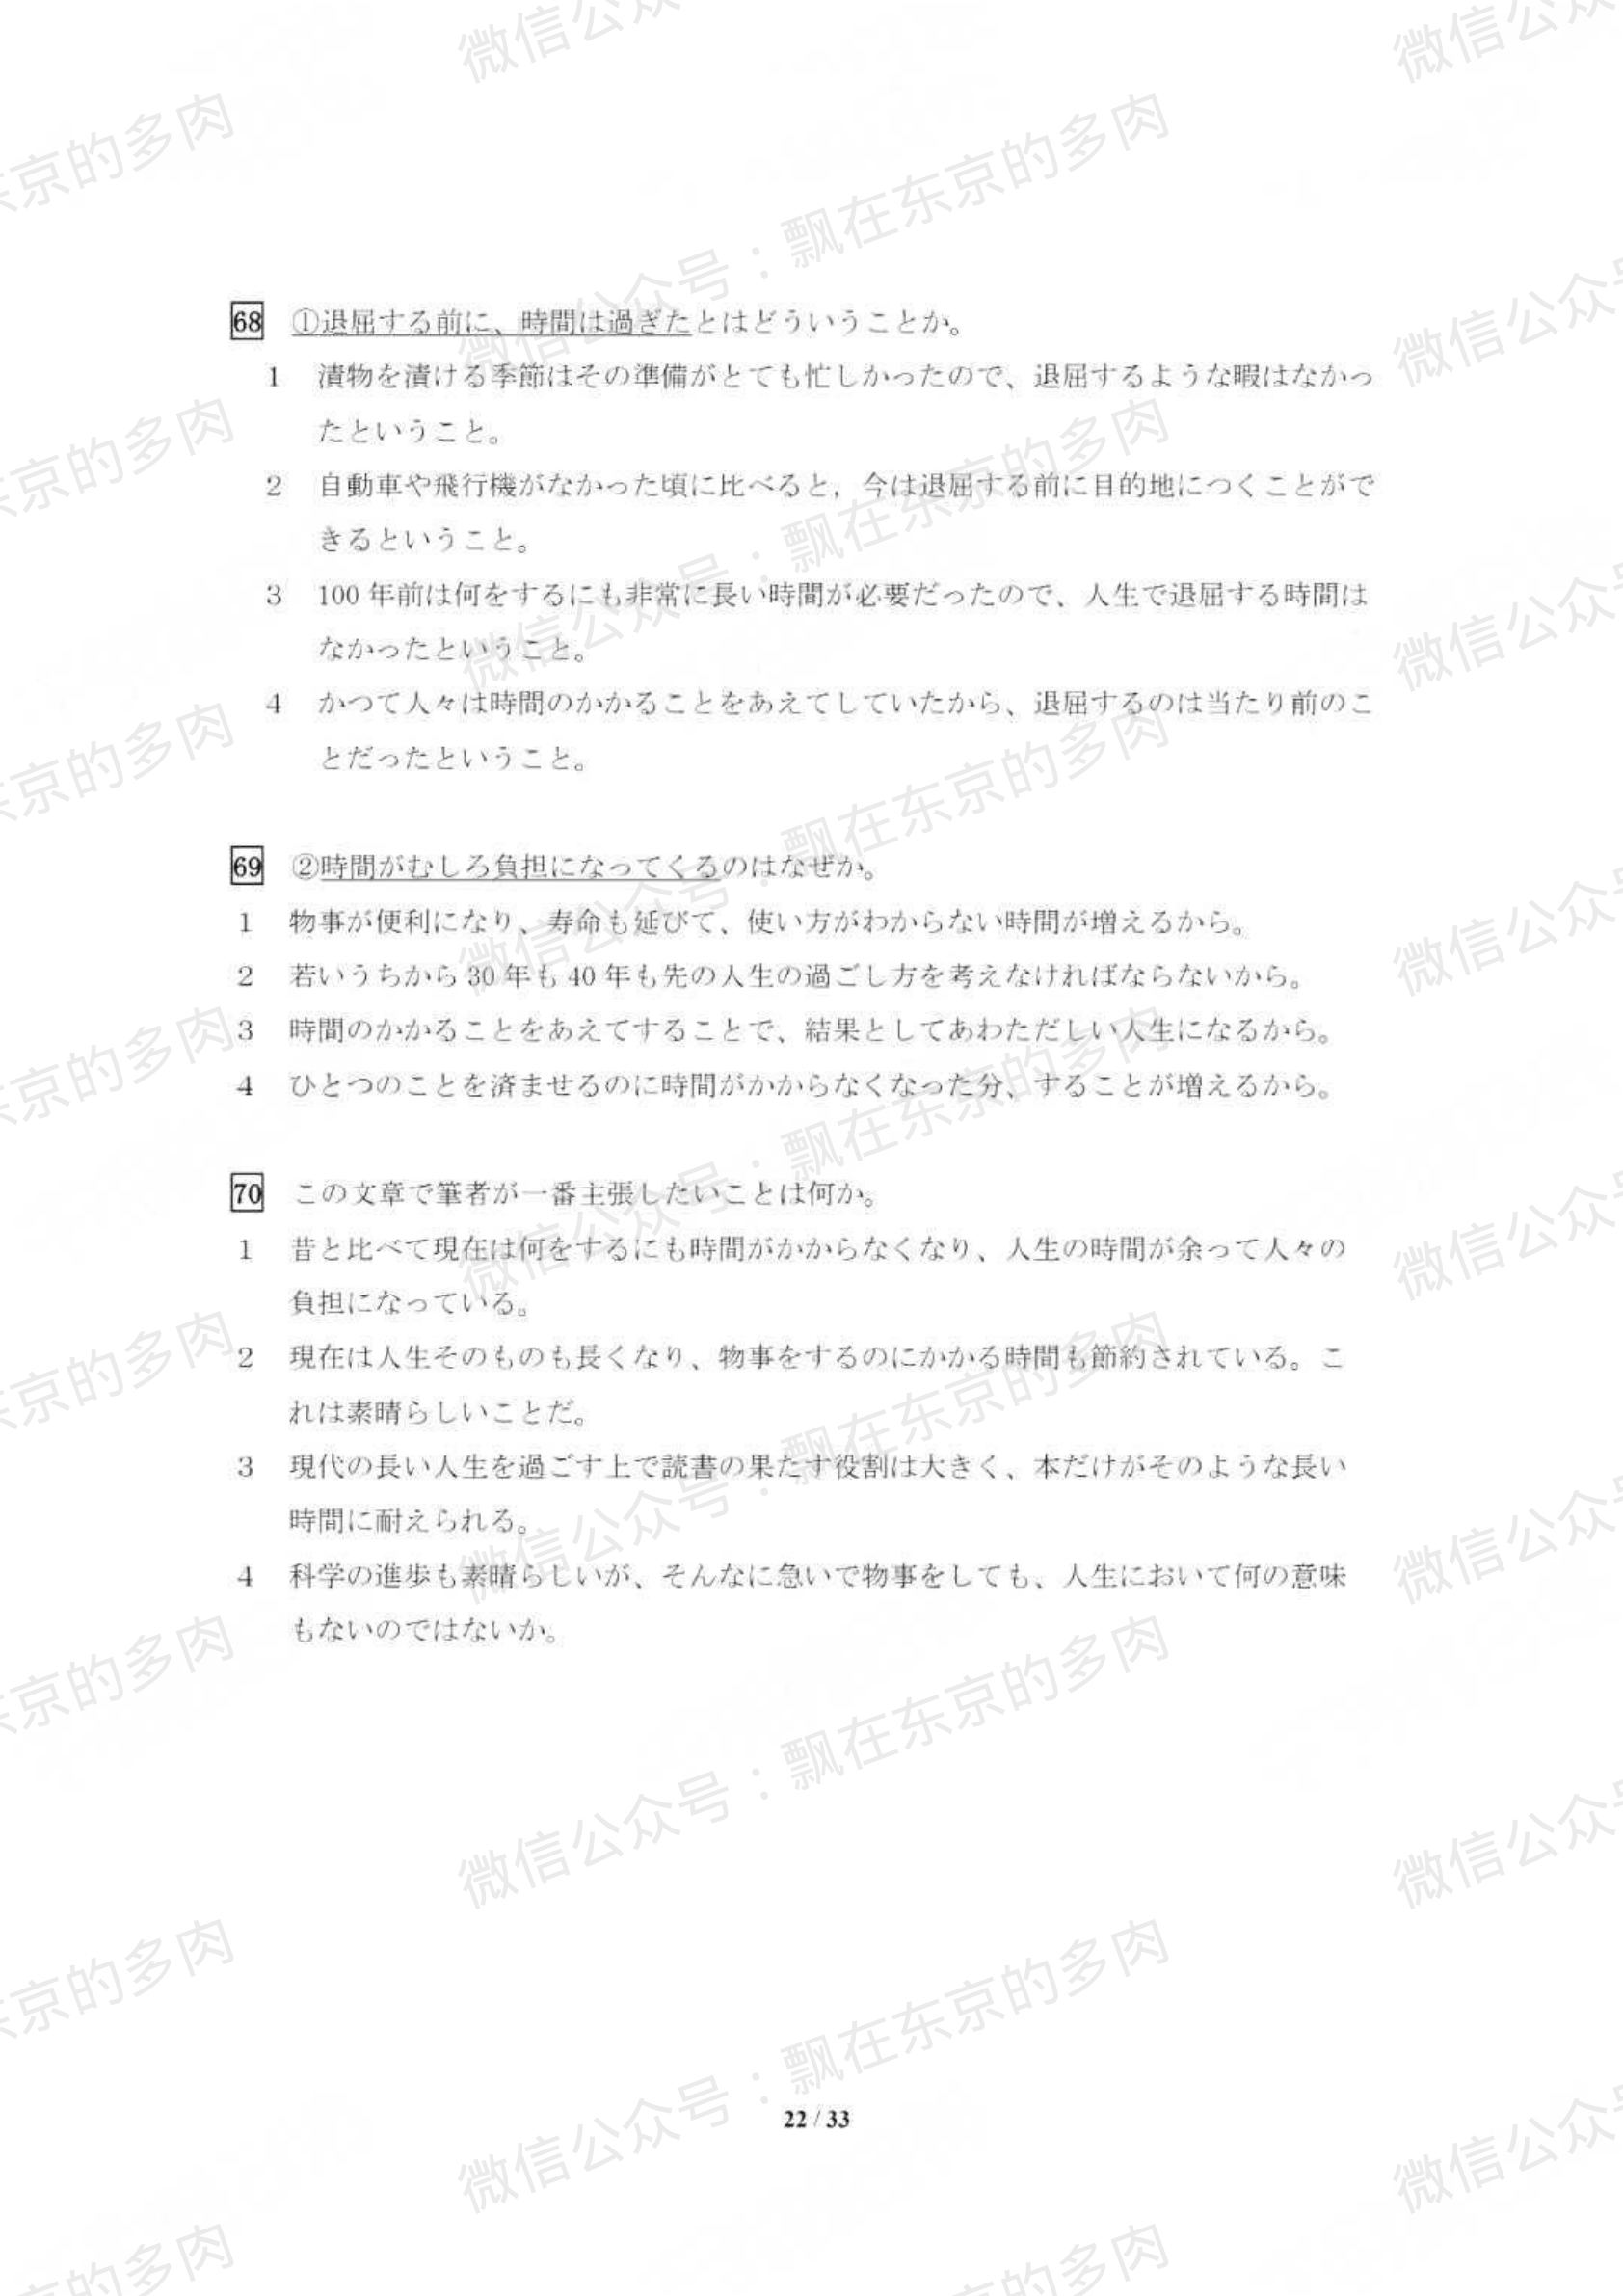 68 ①退屈する前に、時間は過ぎたとはどういうことか。
1 漬物を漬ける季節はその準備がとても忙しかったので、退屈するような暇はなかっ
たということ。
2 自動車や飛行機がなかった頃に比べると，今は退屈する前に目的地につくことがで
きるということ。
3 100 年前は何をするにも非常に長い時間が必要だったので、人生で退屈する時間は
なかったということ。
4 かつて人々は時間のかかることをあえてしていたから、退屈するのは当たり前のこ
とだったということ。
69 ②時間がむしろ負担になってくるのはなぜか。
1 物事が便利になり、寿命も延びて、使い方がわからない時間が増えるから。
2 若いうちから 30 年も 40 年も先の人生の過ごし方を考えなければならないから。
3 時間のかかることをあえてすることで、結果としてあわただしい人生になるから。
4 ひとつのことを済ませるのに時間がかからなくなった分、することが増えるから。
70 この文章で筆者が一番主張したいことは何か。
1 昔と比べて現在は何をするにも時間がかからなくなり、人生の時間が余って人々の
負担になっている。
2 現在は人生そのものも長くなり、物事をするのにかかる時間も節約されている。こ
れは素晴らしいことだ。
3 現代の長い人生を過ごす上で読書の果たす役割は大きく、本だけがそのような長い
時間に耐えられる。
4 科学の進歩も素晴らしいが、そんなに急いで物事をしても、人生において何の意味
もないのではないか。
22 / 33
微信公众号：飘在东京的多肉